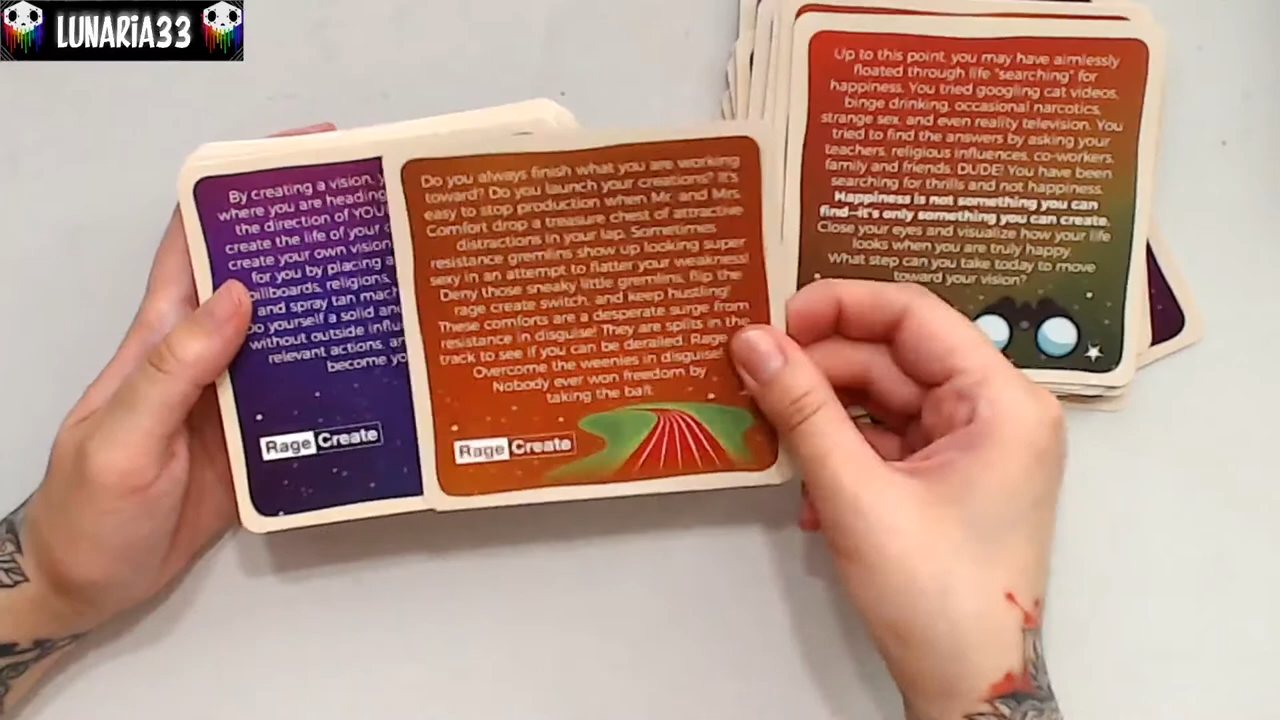 LUNARIA33
By creating a vision,
where you are heading
the direction of YOU
create the life of your
create your own vision
for you by placing a
billboards, religions,
and spray tan
Do yourself a solid
without outside
relevant actions,
become
Rage Create
Do you always finish what you are working
toward? Do you launch your creations? It's
easy to stop production when Mr. and Mrs.
Comfort drop a treasure chest of attractive
distractions in your lap. Sometimes
resistance gremlins show up looking super
sexy in an attempt to flatter your weakness!
Deny those sneaky little gremlins, flip the
rage create switch, and keep hustling!
These comforts are a desperate surge from
resistance in disguise! They are splits in the
track to see if you can be derailed. Rage
Overcome the weenies in disguise!
Nobody ever won freedom by
taking the bait.
Rage Create
Up to this point, you may have aimlessly
floated through life "searching" for
happiness. You tried googling cat videos,
binge drinking, occasional narcotics,
strange sex, and even reality television. You
tried to find the answers by asking your
teachers, religious influences, co-workers,
family and friends. DUDE! You have been
searching for thrills and not happiness.
Happiness is not something you can
find—it's only something you can create.
Close your eyes and visualize how your life
looks when you are truly happy.
What step can you take today to move
toward your vision?